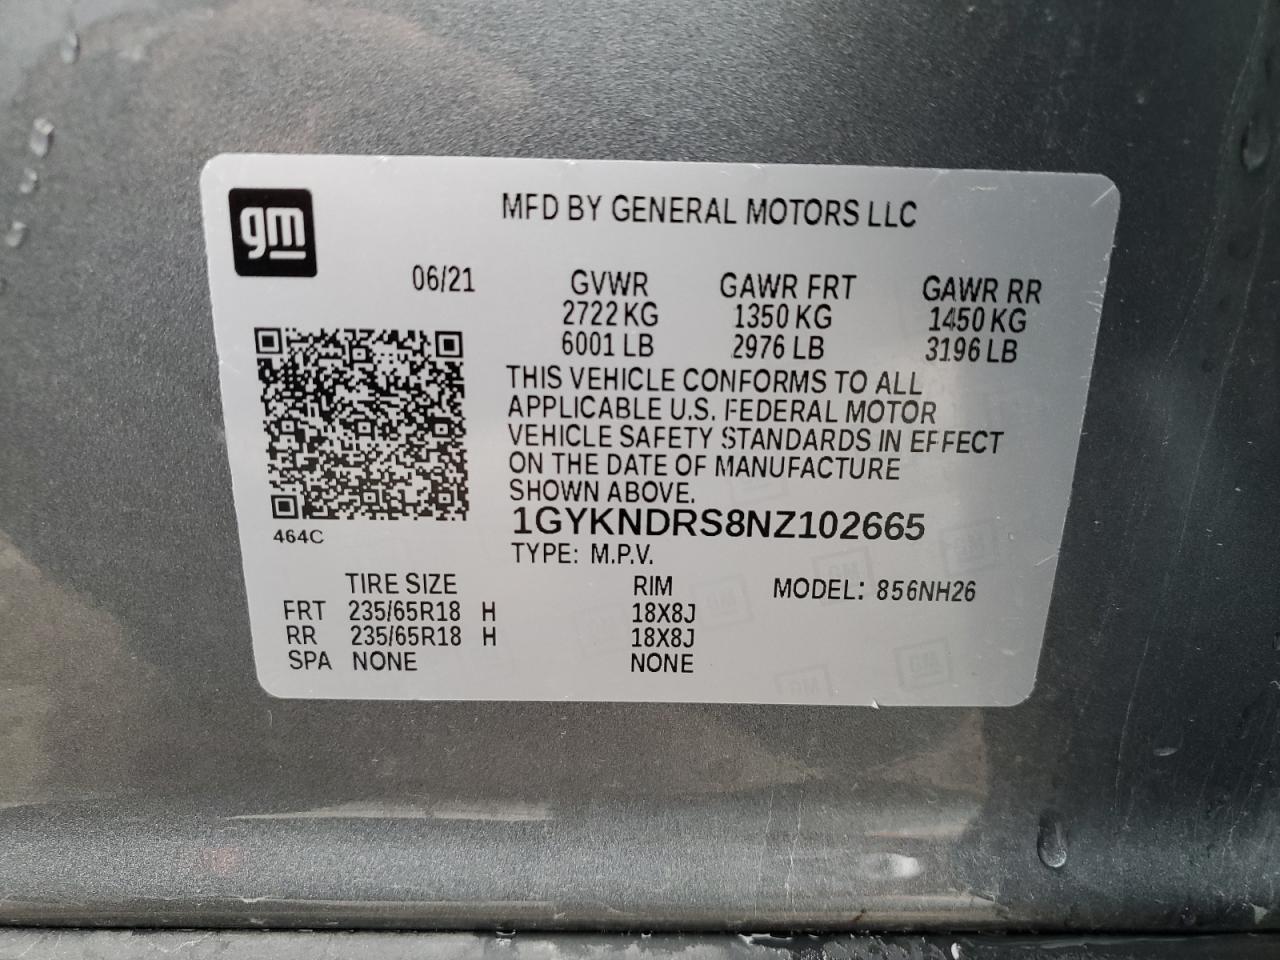 gm
MFD BY GENERAL MOTORS LLC
06/21 GVWR GAWR FRT GAWR RR
2722 KG 1350 KG 1450 KG
6001 LB 2976 LB 3196 LB
THIS VEHICLE CONFORMS TO ALL
APPLICABLE U.S. FEDERAL MOTOR
VEHICLE SAFETY STANDARDS IN EFFECT
ON THE DATE OF MANUFACTURE
SHOWN ABOVE.
1GYKNDRS8NZ102665
464C
TYPE: M.P.V.
TIRE SIZE RIM MODEL: 856NH26
FRT 235/65R18 H 18X8J
RR 235/65R18 H 18X8J
SPA NONE NONE